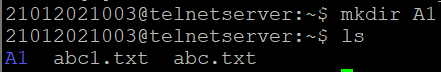 21012021003@telnetserver:~$ mkdir A1
21012021003@telnetserver:~$ ls
A1  abc1.txt  abc.txt